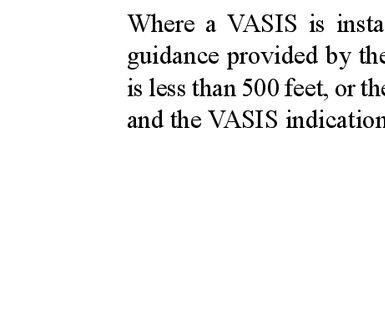 Where a VASIS is insta
guidance provided by the
is less than 500 feet, or the
and the VASIS indication